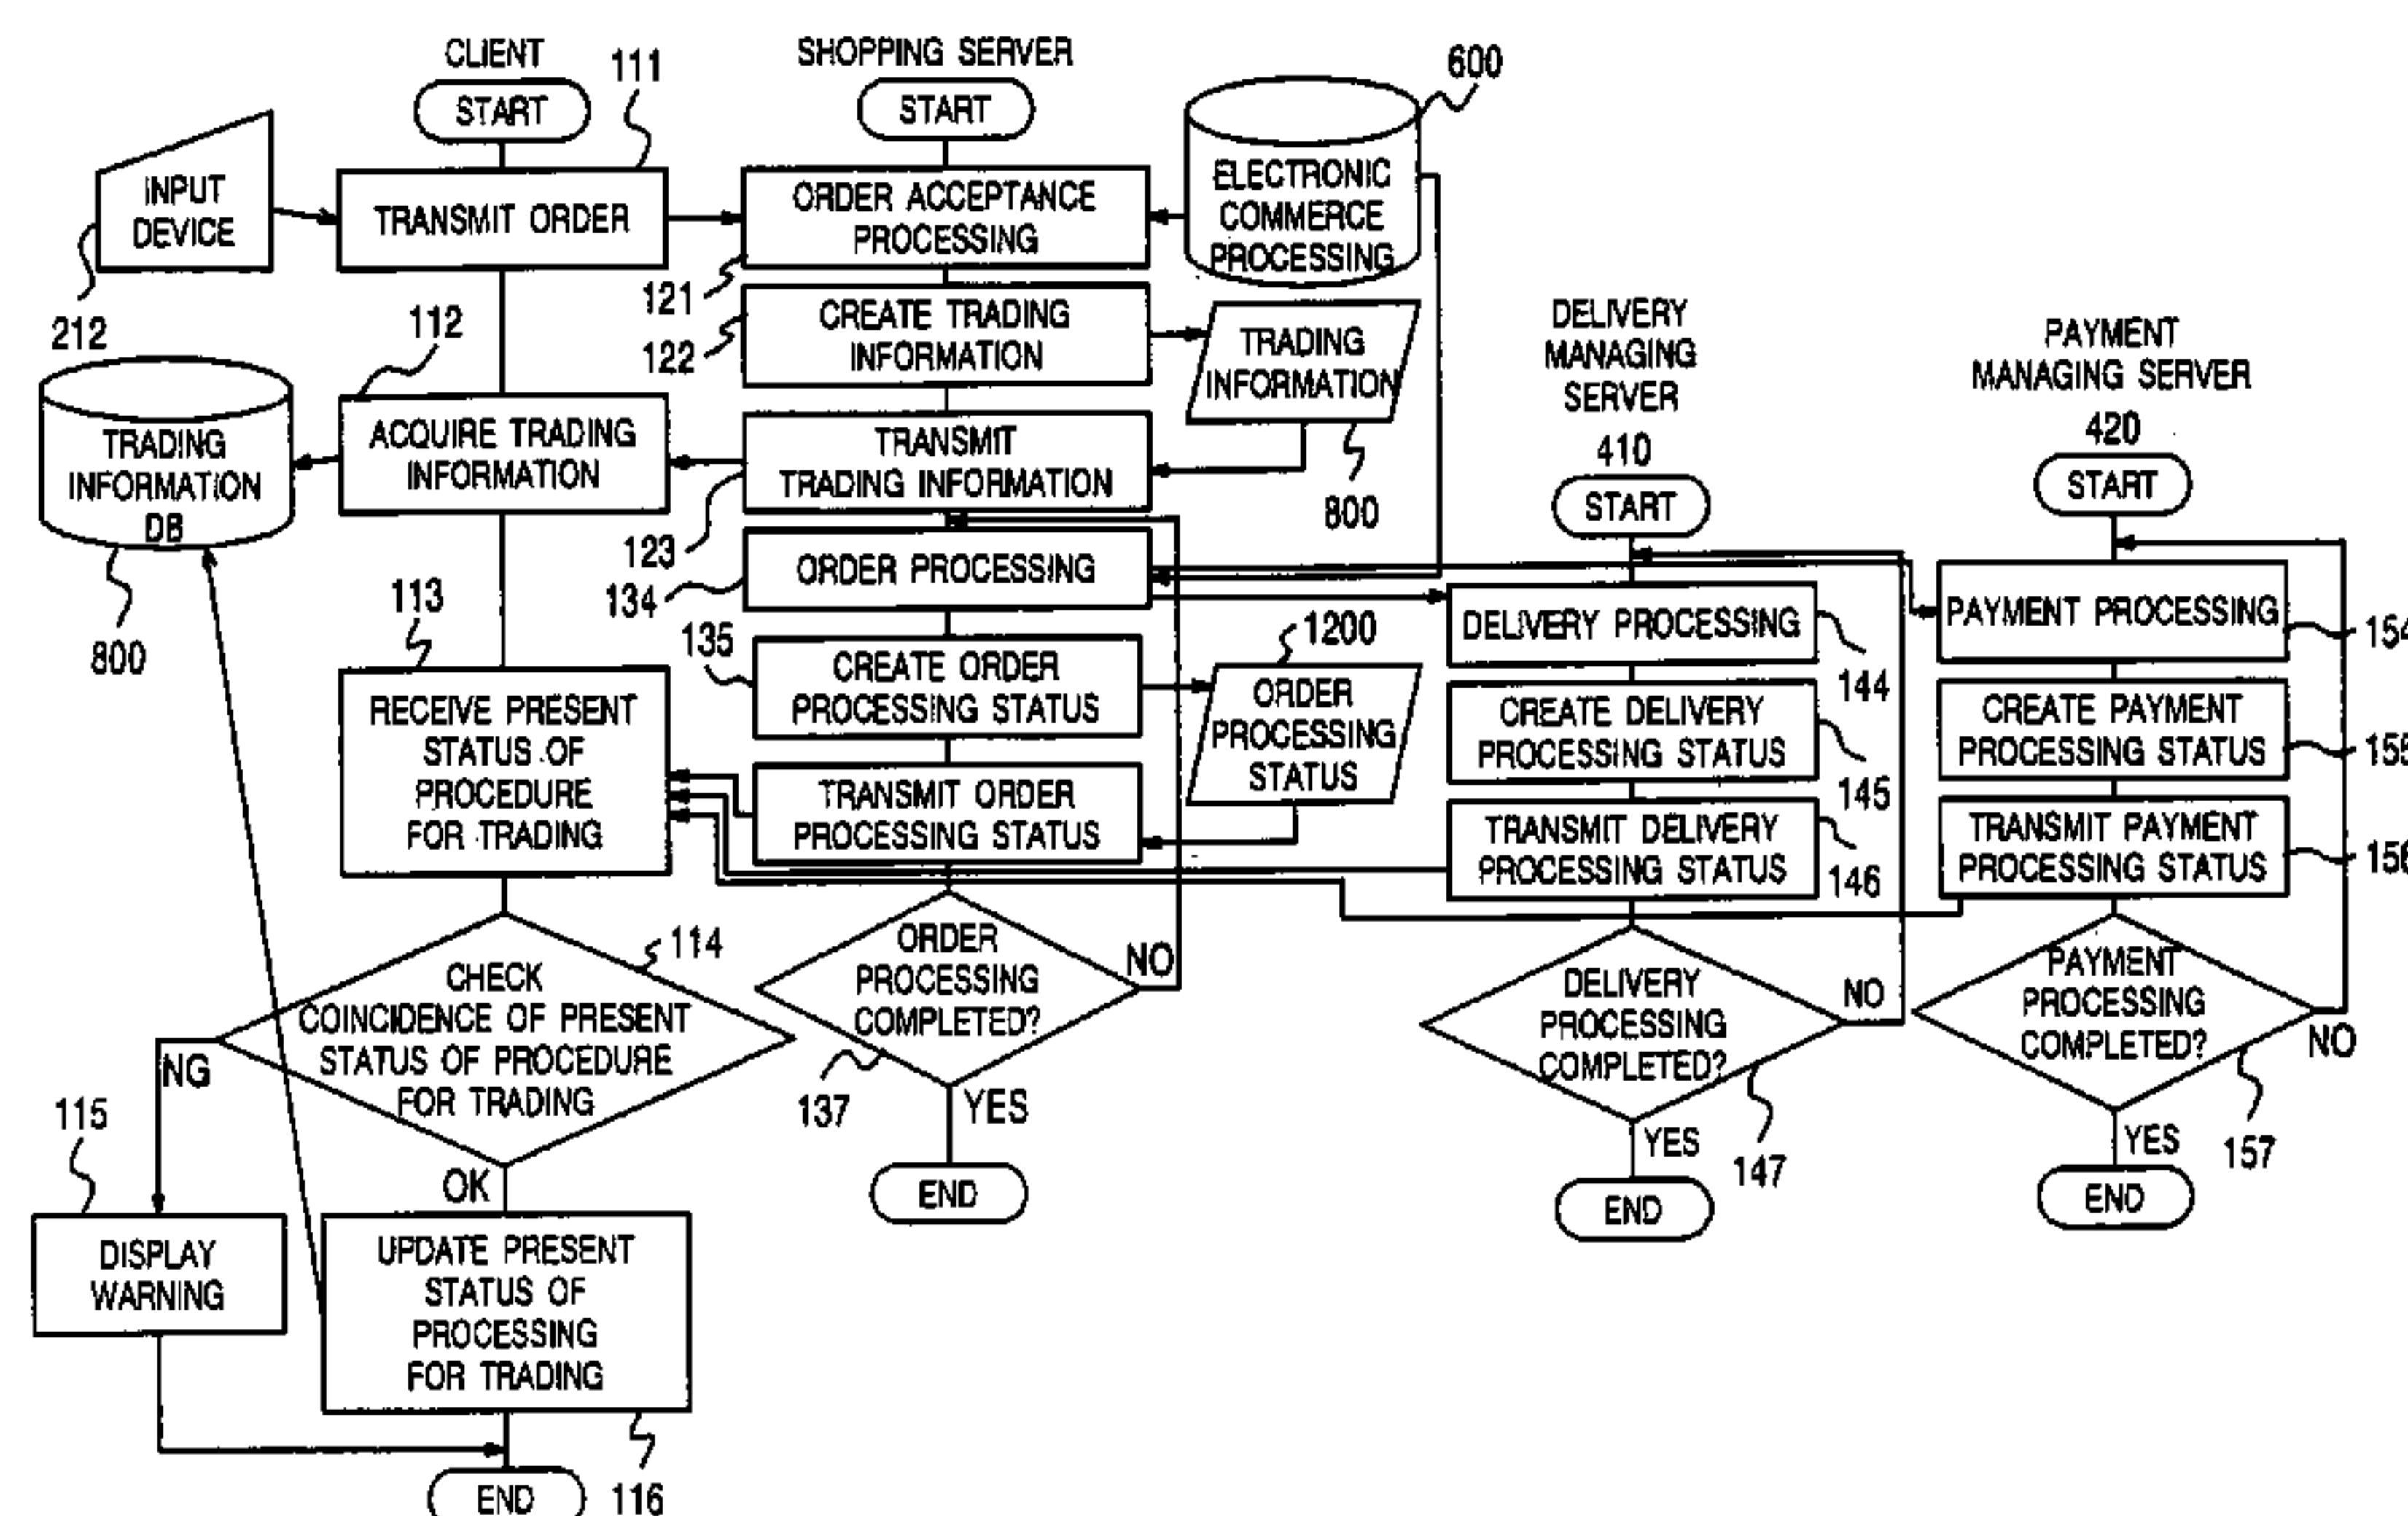 CLIENT
START
111
INPUT
DEVICE
212
TRANSMIT ORDER
112
TRADING
INFORMATION
DB
800
ACQUIRE TRADING
INFORMATION
113
RECEIVE PRESENT
STATUS OF
PROCEDURE
FOR TRADING
114
CHECK
COINCIDENCE OF PRESENT
STATUS OF PROCEDURE
FOR TRADING
NG
OK
115
DISPLAY
WARNING
UPDATE PRESENT
STATUS OF
PROCESSING
FOR TRADING
116
END
SHOPPING SERVER
START
600
ORDER ACCEPTANCE
PROCESSING
121
ELECTRONIC
COMMERCE
PROCESSING
CREATE TRADING
INFORMATION
122
TRADING
INFORMATION
800
TRANSMIT
TRADING INFORMATION
123
ORDER PROCESSING
134
135
CREATE ORDER
PROCESSING STATUS
1200
ORDER
PROCESSING
STATUS
TRANSMIT ORDER
PROCESSING STATUS
ORDER
PROCESSING
COMPLETED?
NO
137
YES
END
DELIVERY
MANAGING
SERVER
410
START
DELIVERY PROCESSING
144
CREATE DELIVERY
PROCESSING STATUS
145
TRANSMIT DELIVERY
PROCESSING STATUS
146
DELIVERY
PROCESSING
COMPLETED?
NO
147
YES
END
PAYMENT
MANAGING SERVER
420
START
PAYMENT PROCESSING
154
CREATE PAYMENT
PROCESSING STATUS
155
TRANSMIT PAYMENT
PROCESSING STATUS
156
PAYMENT
PROCESSING
COMPLETED?
NO
157
YES
END